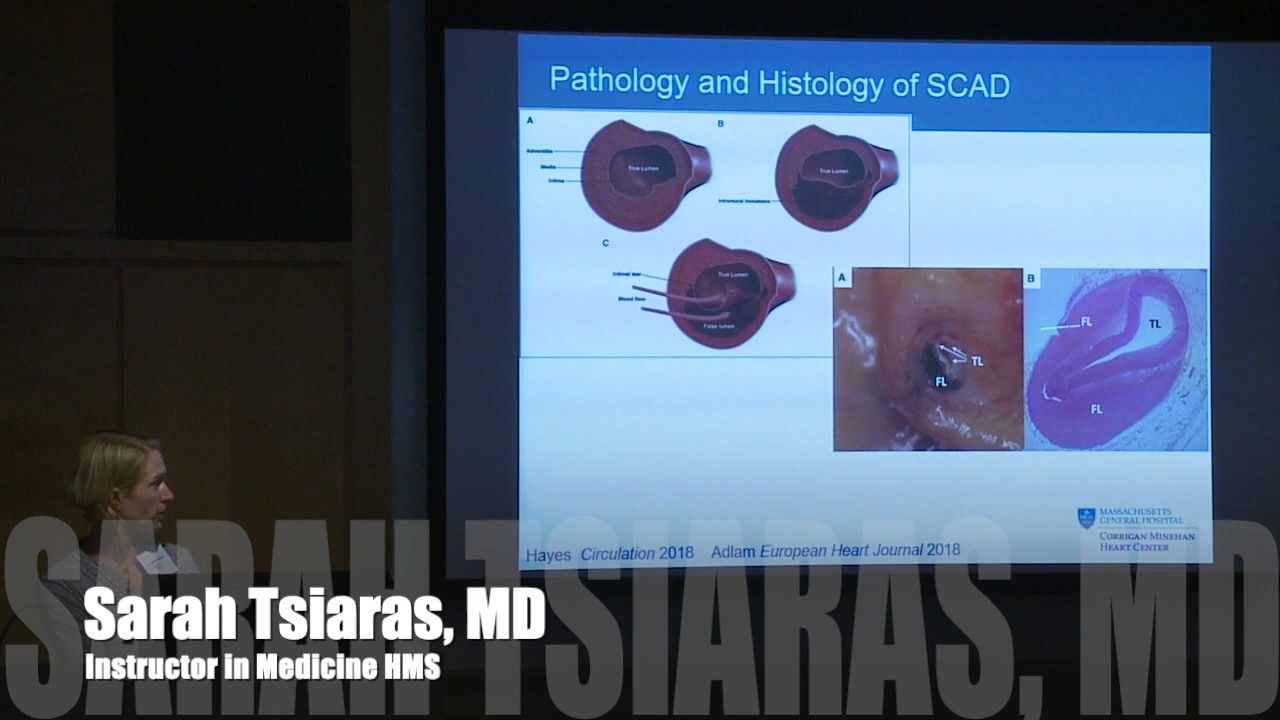 Pathology and Histology of SCAD
A
Adventitia
Media
Intima
True Lumen
B
True Lumen
Intramural hematoma
C
Intimal tear
Blood flow
True Lumen
False lumen
A
TL
FL
B
FL
TL
FL
MASSACHUSETTS
GENERAL HOSPITAL
CORRIGAN MINEHAN
HEART CENTER
Hayes Circulation 2018 Adlam European Heart Journal 2018
SARAH TSIARAS, MD
Sarah Tsiaras, MD
Instructor in Medicine HMS